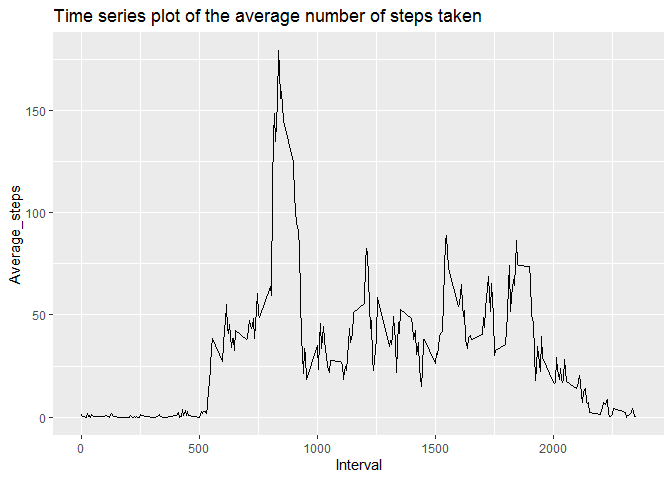 Time series plot of the average number of steps taken
Average_steps
150
100
50
0
0 500 1000 1500 2000
Interval